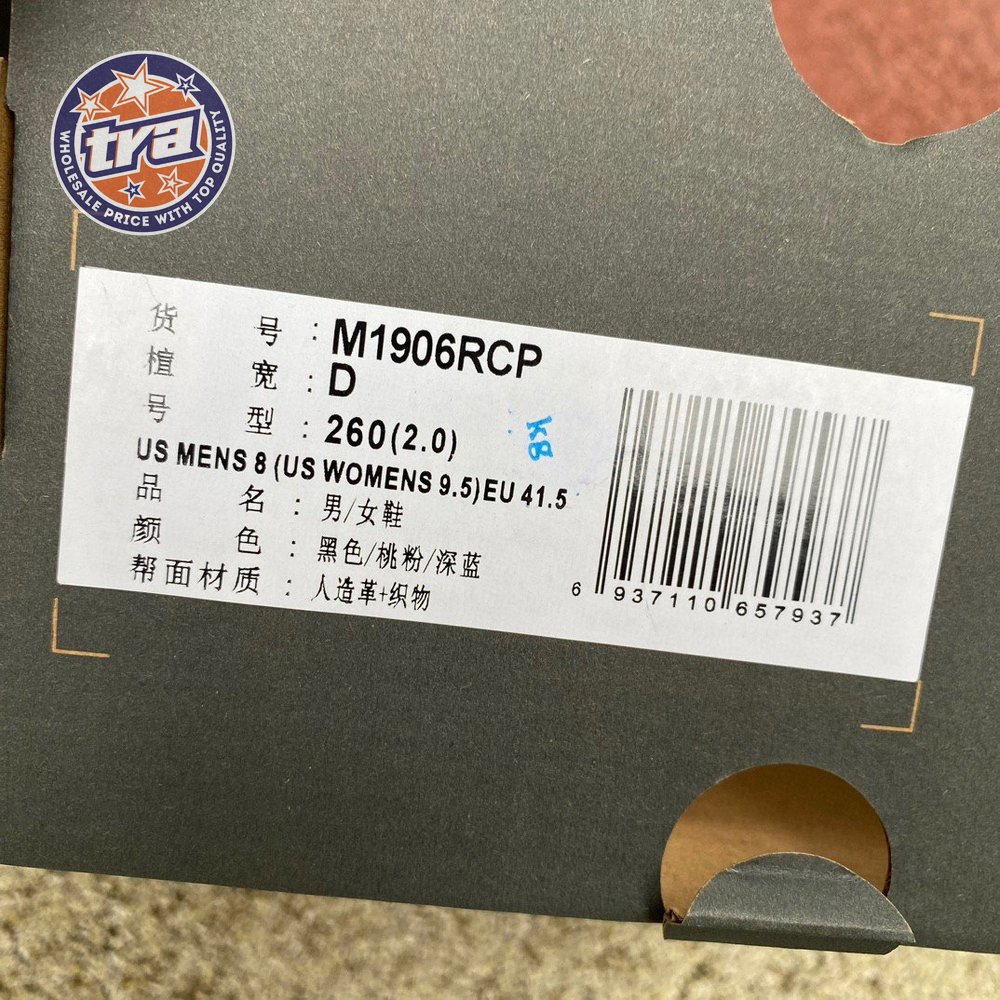 tra
WHOLESALE PRICE WITH TOP QUALITY
货 号 : M1906RCP
植 宽 : D
号 型 : 260(2.0)
K8
US MENS 8 (US WOMENS 9.5)EU 41.5
品 名 : 男/女鞋
颜 色 : 黑色/桃粉/深蓝
帮面材质 : 人造革+织物
6 937110 657937